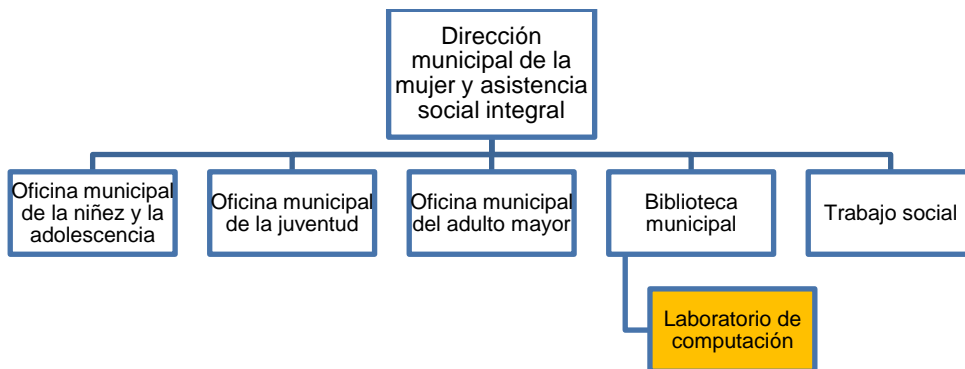 Dirección
municipal de la
mujer y asistencia
social integral
Oficina municipal
de la niñez y la
adolescencia
Oficina municipal
de la juventud
Oficina municipal
del adulto mayor
Biblioteca
municipal
Trabajo social
Laboratorio de
computación